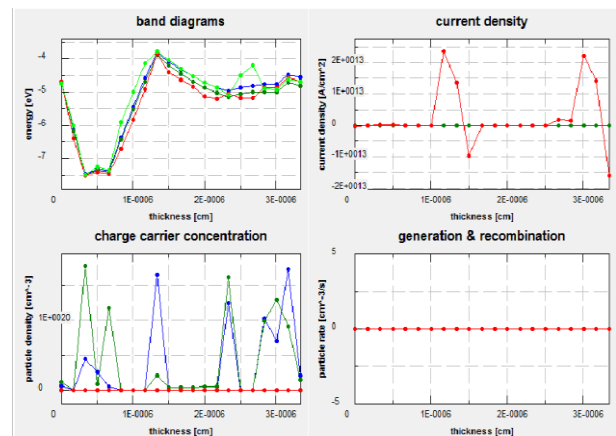 band diagrams
-4
-5
-6
-7
energy [eV]
0
1E-0006
2E-0006
3E-0006
thickness [cm]
current density
2E+0013
1E+0013
0
-1E+0013
-2E+0013
current density [A/cm^2]
0
1E-0006
2E-0006
3E-0006
thickness [cm]
charge carrier concentration
1E+0020
0
particle density [cm^-3]
0
1E-0006
2E-0006
3E-0006
thickness [cm]
generation & recombination
5
0
-5
particle rate [cm^-3/s]
0
1E-0006
2E-0006
3E-0006
thickness [cm]